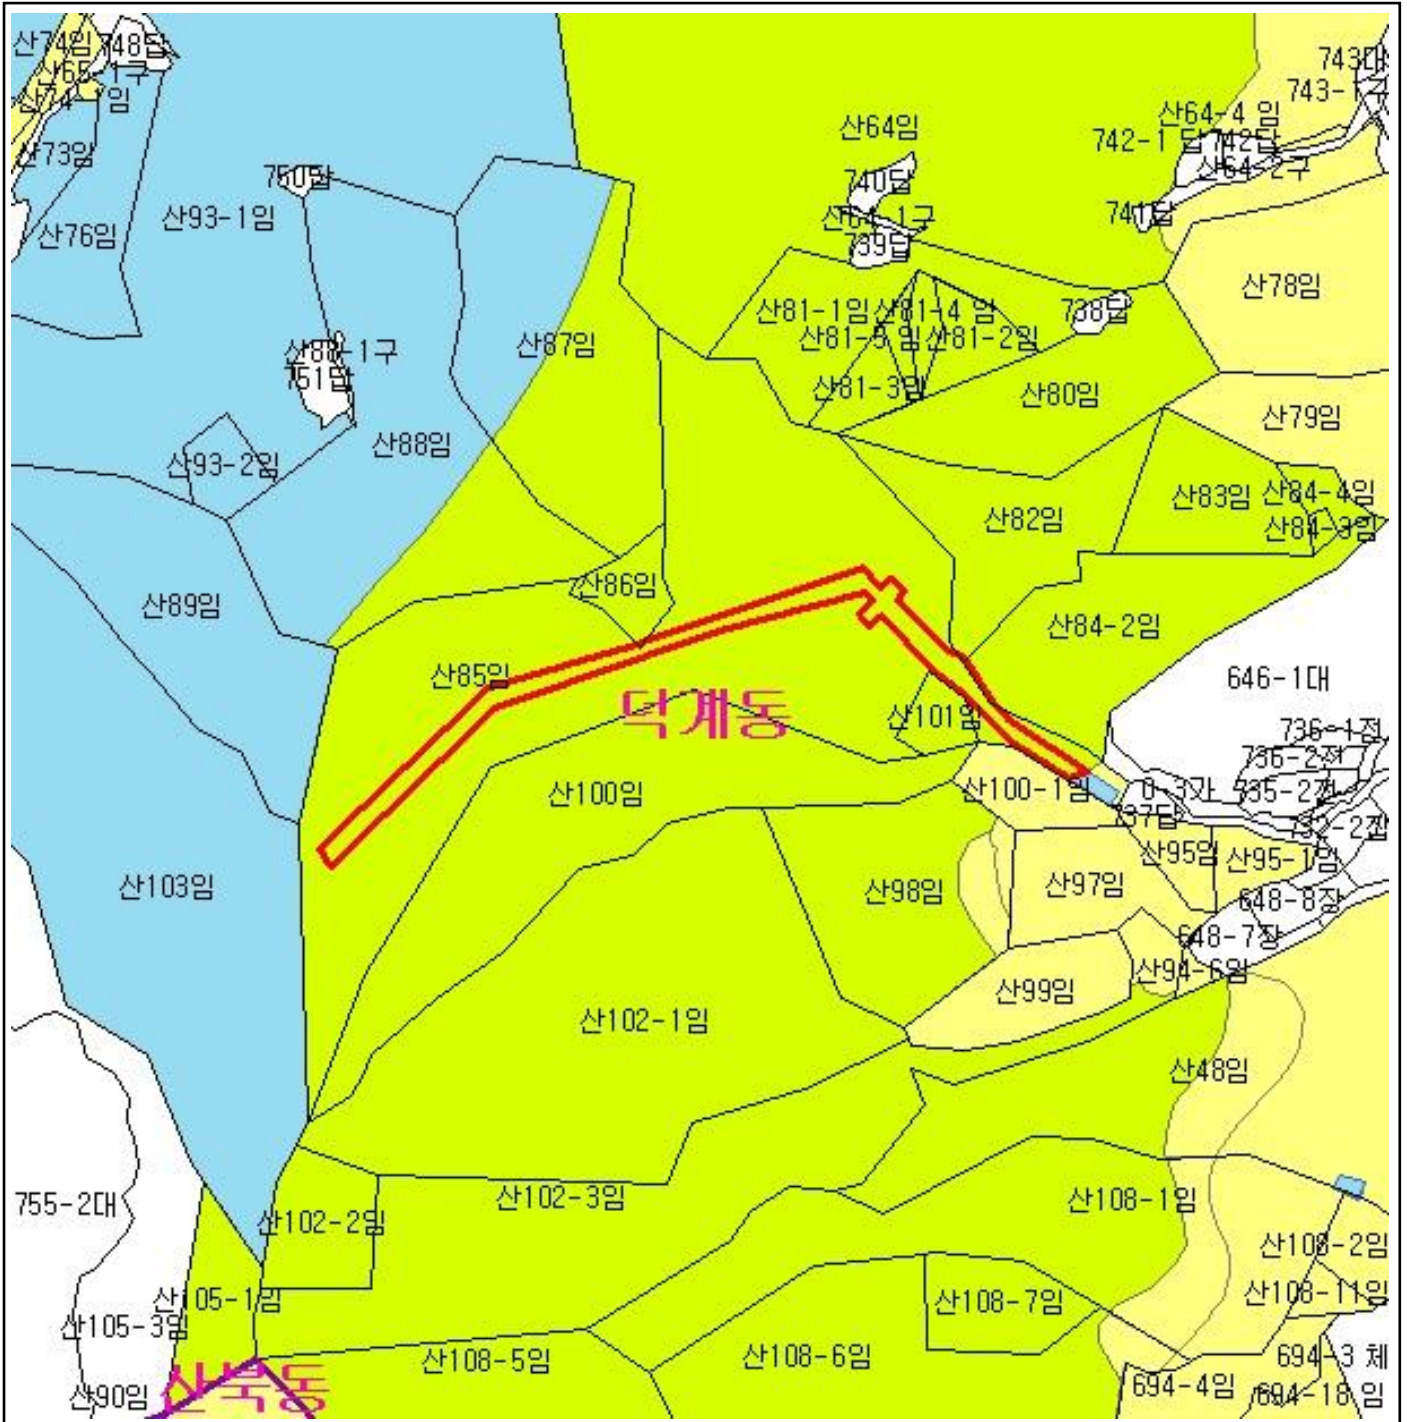 산74임
748답
산65-1구
산74-1임
산73임
산76임
산93-1임
750답
산64임
740답
산64-1구
739답
743대
743-1구
산64-4 임
742-1 답
742답
산64-2구
741답
산78임
산81-1임
산81-4 임
산81-5 임
산81-2임
산81-3임
738답
산80임
산79임
산87임
산88-1구
751답
산88임
산93-2임
산83임
산84-4임
산84-3임
산82임
산89임
산86임
산84-2임
산85임
646-1대
덕계동
산101임
736-1전
736-2전
산100임
산100-1임
0-3가
735-2전
737답
산95임
산95-1임
산103임
산98임
산97임
648-8장
648-7장
산94-6임
산99임
산102-1임
산48임
755-2대
산102-2임
산102-3임
산108-1임
산108-2임
산105-1임
산108-7임
산108-11임
산105-3임
산108-5임
산108-6임
694-3 체
산90임
산북동
694-4임
694-18 임